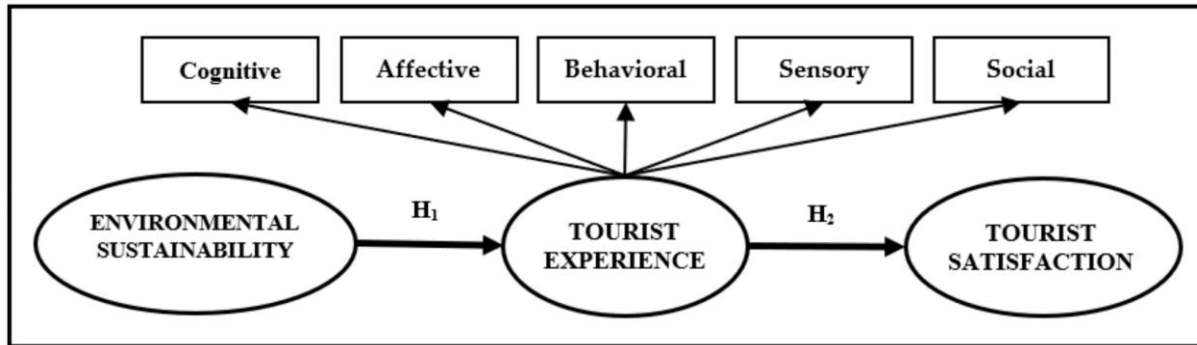 Cognitive
Affective
Behavioral
Sensory
Social
H₁
H₂
ENVIRONMENTAL
SUSTAINABILITY
TOURIST
EXPERIENCE
TOURIST
SATISFACTION